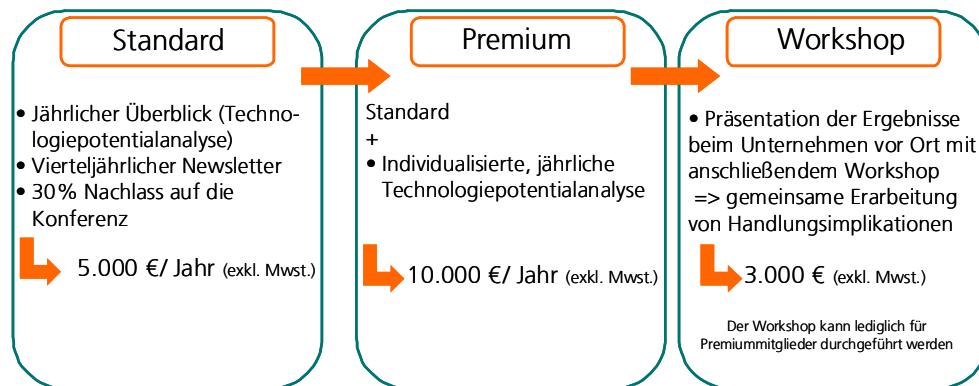 Standard
• Jährlicher Überblick (Techno-
logiepotentialanalyse)
• Vierteljährlicher Newsletter
• 30% Nachlass auf die
Konferenz
5.000 €/ Jahr (exkl. Mwst.)
Premium
Standard
+
• Individualisierte, jährliche
Technologiepotentialanalyse
10.000 €/ Jahr (exkl. Mwst.)
Workshop
• Präsentation der Ergebnisse
beim Unternehmen vor Ort mit
anschließendem Workshop
=> gemeinsame Erarbeitung
von Handlungsimplikationen
3.000 € (exkl. Mwst.)
Der Workshop kann lediglich für
Premiummitglieder durchgeführt werden